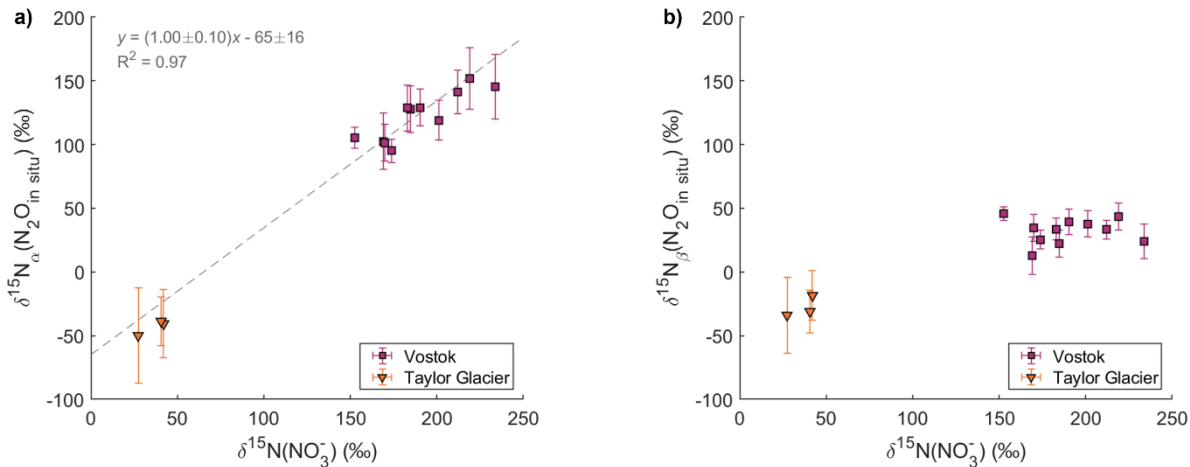 a)
y = (1.00±0.10)x - 65±16
R² = 0.97
200
150
100
50
0
-50
-100
δ¹⁵Nα(N₂Oin situ) (‰)
0 50 100 150 200 250
δ¹⁵N(NO₃⁻) (‰)
Vostok
Taylor Glacier
b)
200
150
100
50
0
-50
-100
δ¹⁵Nβ(N₂Oin situ) (‰)
0 50 100 150 200 250
δ¹⁵N(NO₃⁻) (‰)
Vostok
Taylor Glacier